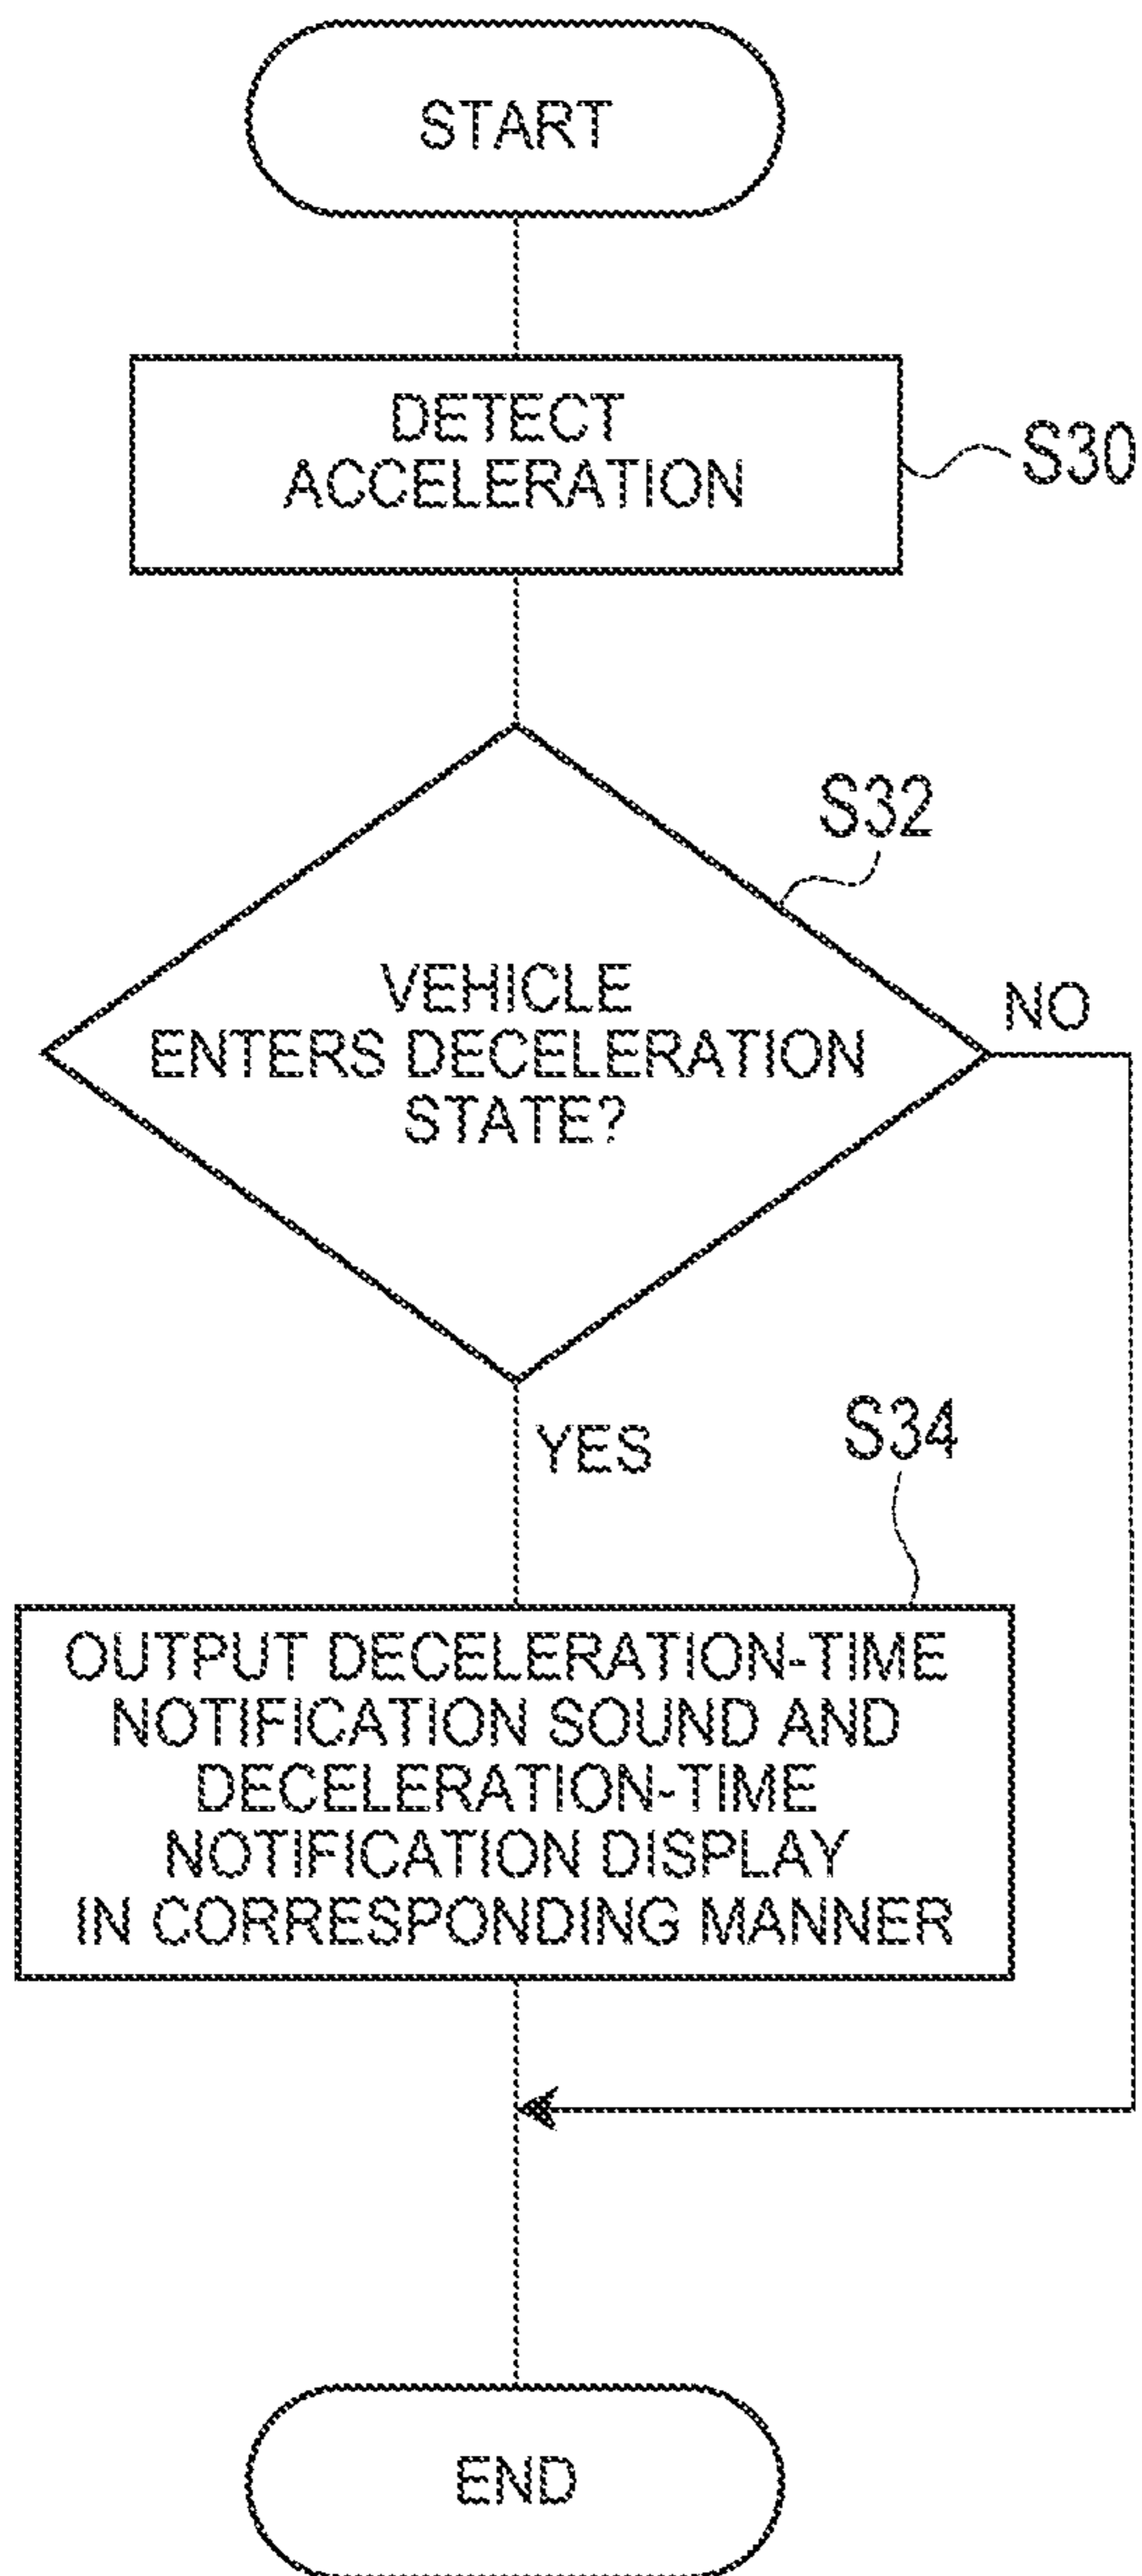 START
DETECT
ACCELERATION
S30
S32
VEHICLE
ENTERS DECELERATION
STATE?
NO
YES
S34
OUTPUT DECELERATION-TIME
NOTIFICATION SOUND AND
DECELERATION-TIME
NOTIFICATION DISPLAY
IN CORRESPONDING MANNER
END